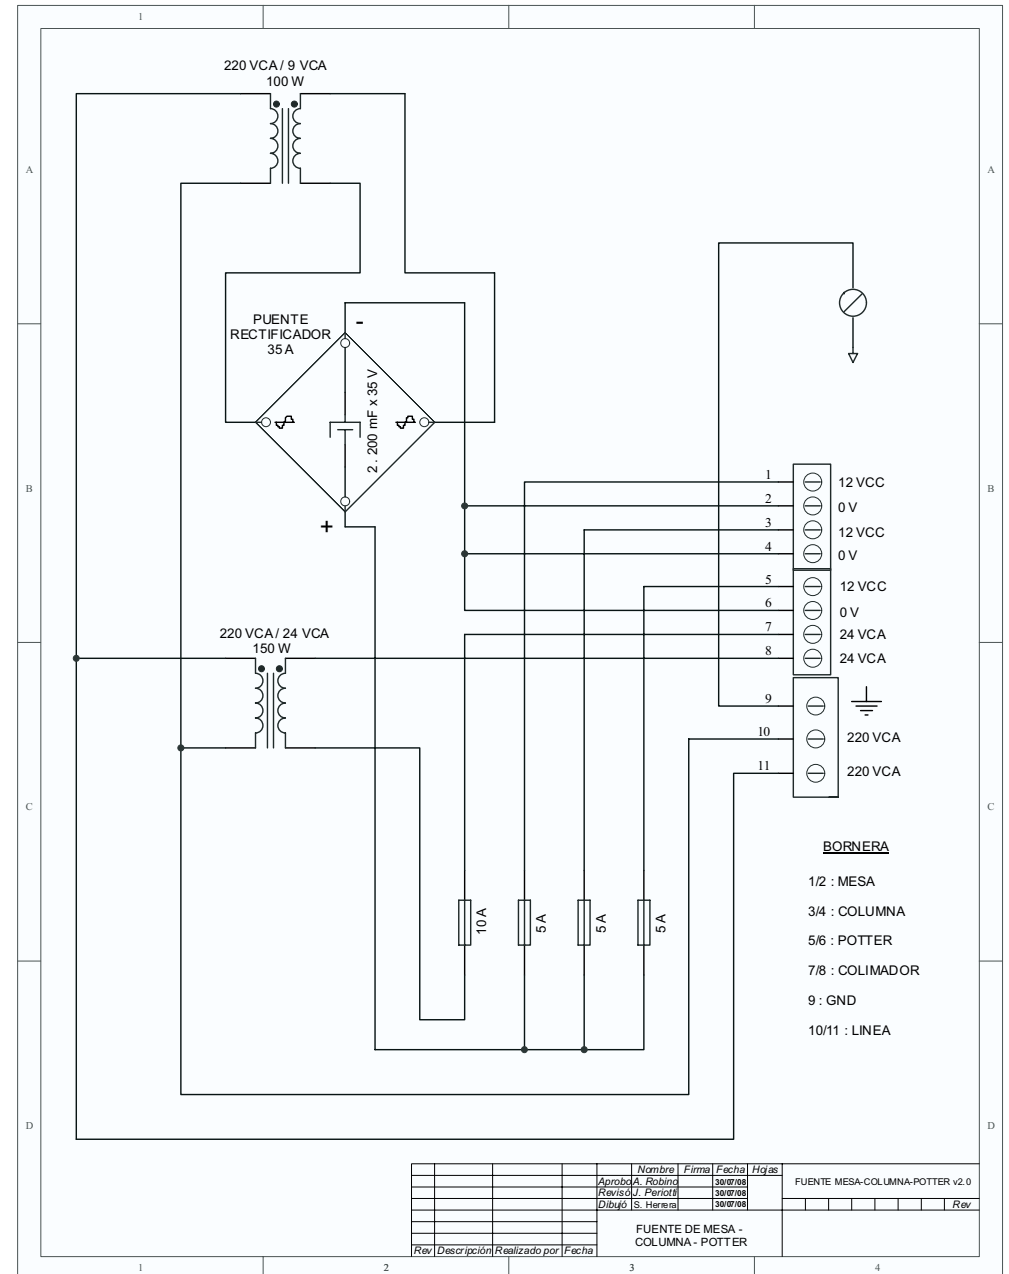 1
220 VCA / 9 VCA
100 W
A
A
PUENTE
RECTIFICADOR
35 A
-
2 . 200 mF x 35 V
+
B
B
1
12 VCC
2
0 V
3
12 VCC
4
0 V
5
12 VCC
6
0 V
7
24 VCA
8
24 VCA
220 VCA / 24 VCA
150 W
9
10
220 VCA
11
220 VCA
C
C
BORNERA
1/2 : MESA
3/4 : COLUMNA
5/6 : POTTER
7/8 : COLIMADOR
9 : GND
10/11 : LINEA
10 A
5 A
5 A
5 A
D
D
Nombre Firma Fecha Hojas
Aprobo A. Robino 30/07/08
Revisó J. Periotti 30/07/08
Dibujó S. Herrera 30/07/08
FUENTE MESA-COLUMNA-POTTER v2.0
Rev
FUENTE DE MESA -
COLUMNA - POTTER
Rev Descripción Realizado por Fecha
1 2 3 4